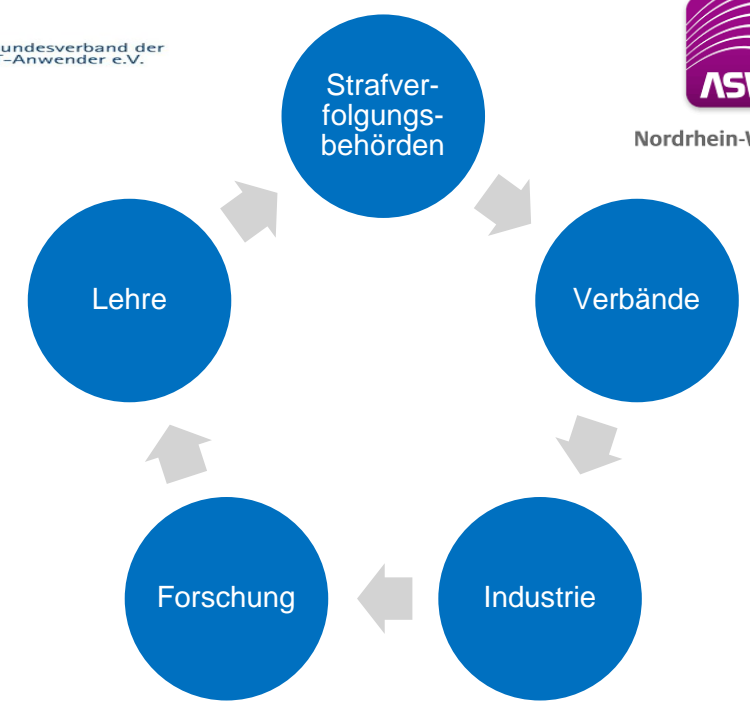 undesverband der
T-Anwender e.V.
Nordrhein-W
Strafver-
folgungs-
behörden
Lehre
Verbände
Forschung
Industrie